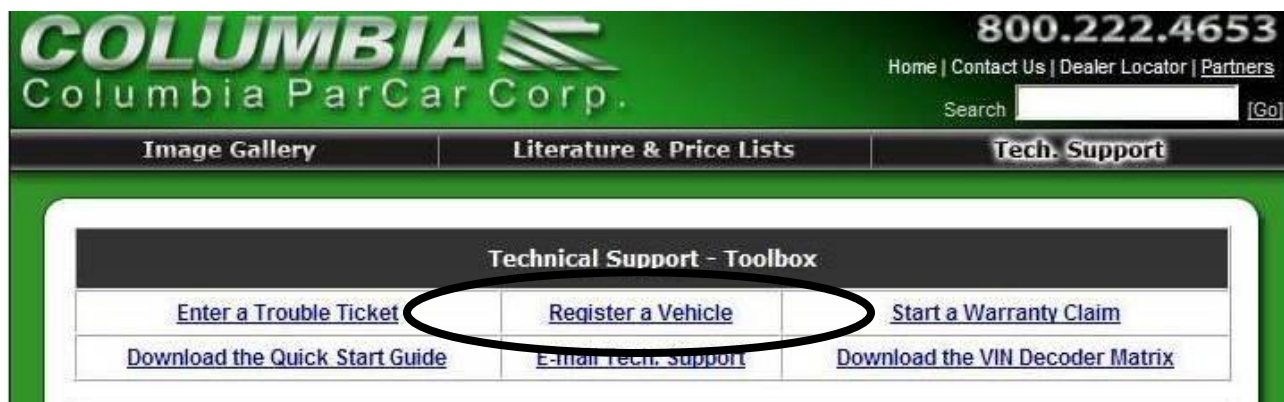 COLUMBIA
Columbia ParCar Corp.
800.222.4653
Home | Contact Us | Dealer Locator | Partners
Search [Go]
Image Gallery Literature & Price Lists Tech. Support
Technical Support - Toolbox
Enter a Trouble Ticket Register a Vehicle Start a Warranty Claim
Download the Quick Start Guide E-mail Tech. Support Download the VIN Decoder Matrix